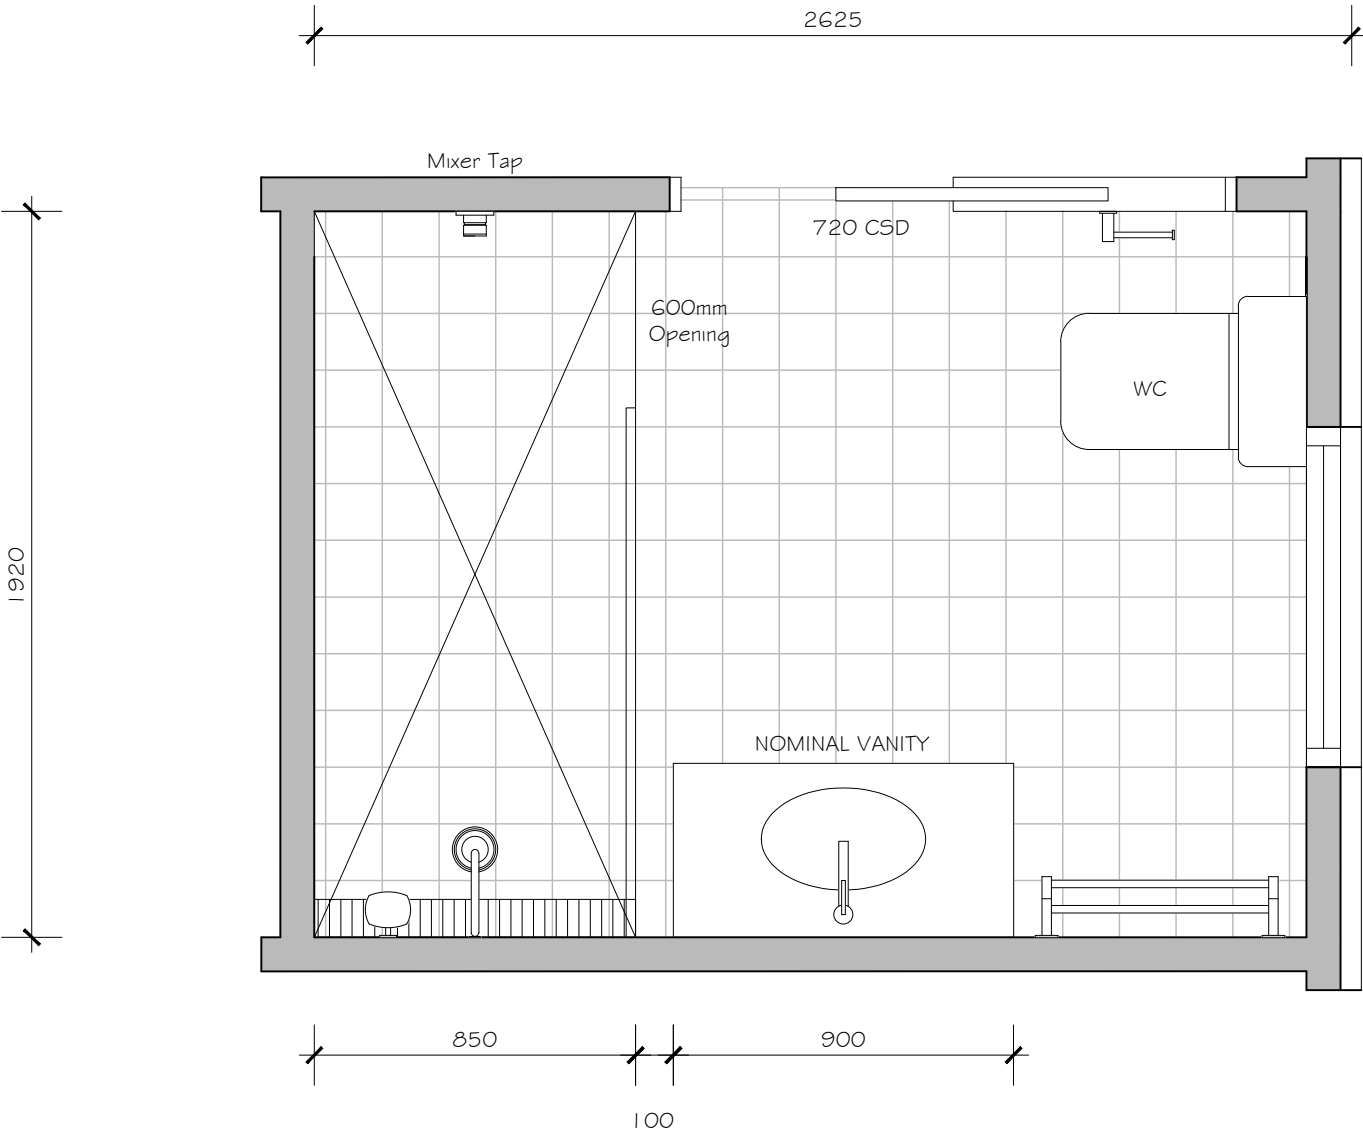 2625
Mixer Tap
720 CSD
600mm
Opening
WC
1920
NOMINAL VANITY
850
900
100